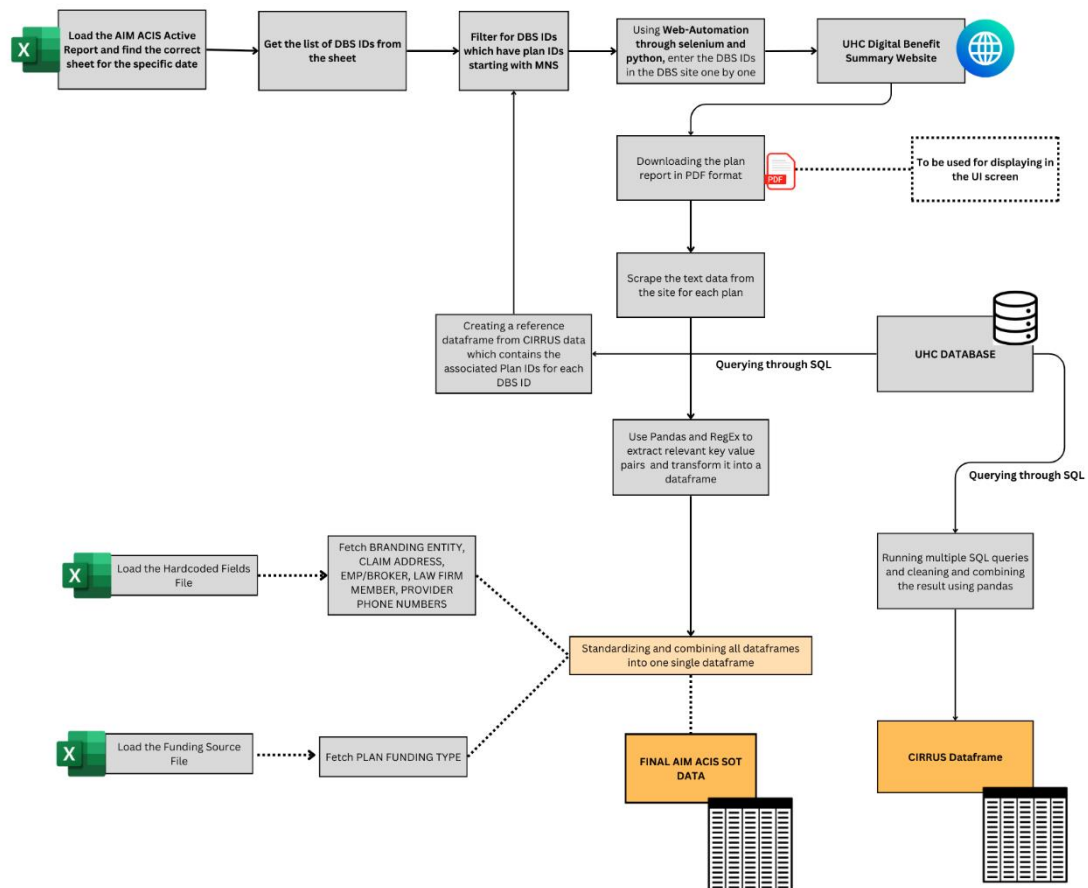 Load the AIM ACIS Active
Report and find the correct
sheet for the specific date
Get the list of DBS IDs from
the sheet
Filter for DBS IDs
which have plan IDs
starting with MNS
Using Web-Automation
through selenium and
python, enter the DBS IDs
in the DBS site one by one
UHC Digital Benefit
Summary Website
Downloading the plan
report in PDF format
PDF
To be used for displaying in
the UI screen
Scrape the text data from
the site for each plan
Creating a reference
dataframe from CIRRUS data
which contains the
associated Plan IDs for each
DBS ID
Querying through SQL
UHC DATABASE
Use Pandas and RegEx to
extract relevant key value
pairs and transform it into a
dataframe
Querying through SQL
Load the Hardcoded Fields
File
Fetch BRANDING ENTITY,
CLAIM ADDRESS,
EMP/BROKER, LAW FIRM
MEMBER, PROVIDER
PHONE NUMBERS
Running multiple SQL queries
and cleaning and combining
the result using pandas
Standardizing and combining all dataframes
into one single dataframe
Load the Funding Source
File
Fetch PLAN FUNDING TYPE
FINAL AIM ACIS SOT
DATA
CIRRUS Dataframe